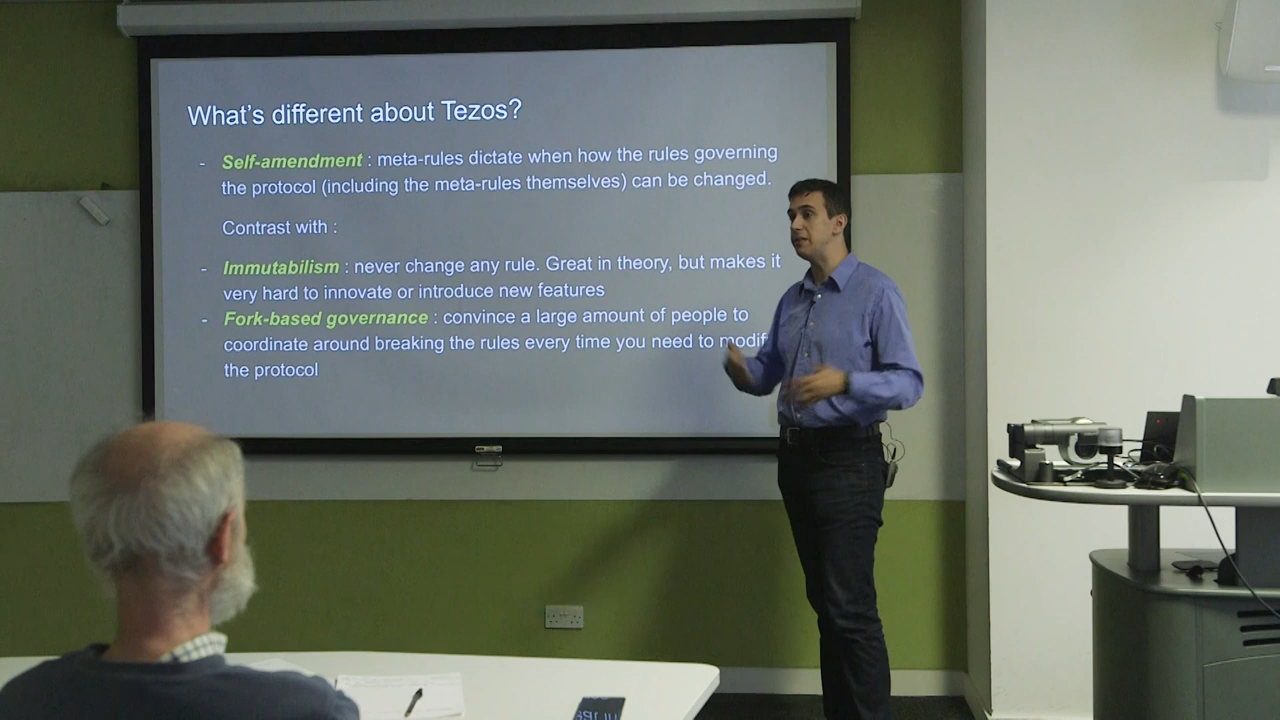 What's different about Tezos?
- Self-amendment : meta-rules dictate when how the rules governing
the protocol (including the meta-rules themselves) can be changed.
Contrast with :
- Immutabilism : never change any rule. Great in theory, but makes it
very hard to innovate or introduce new features
- Fork-based governance : convince a large amount of people to
coordinate around breaking the rules every time you need to modif
the protocol